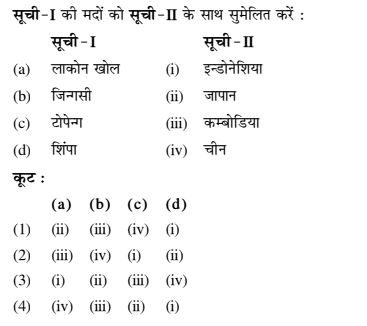 सूची-I की मदों को सूची-II के साथ सुमेलित करें :
सूची-I सूची-II
(a) लाकोन खोल (i) इन्डोनेशिया
(b) जिन्गसी (ii) जापान
(c) टोपेन्ग (iii) कम्बोडिया
(d) शिंपा (iv) चीन
कूट :
(a) (b) (c) (d)
(1) (ii) (iii) (iv) (i)
(2) (iii) (iv) (i) (ii)
(3) (i) (ii) (iii) (iv)
(4) (iv) (iii) (ii) (i)